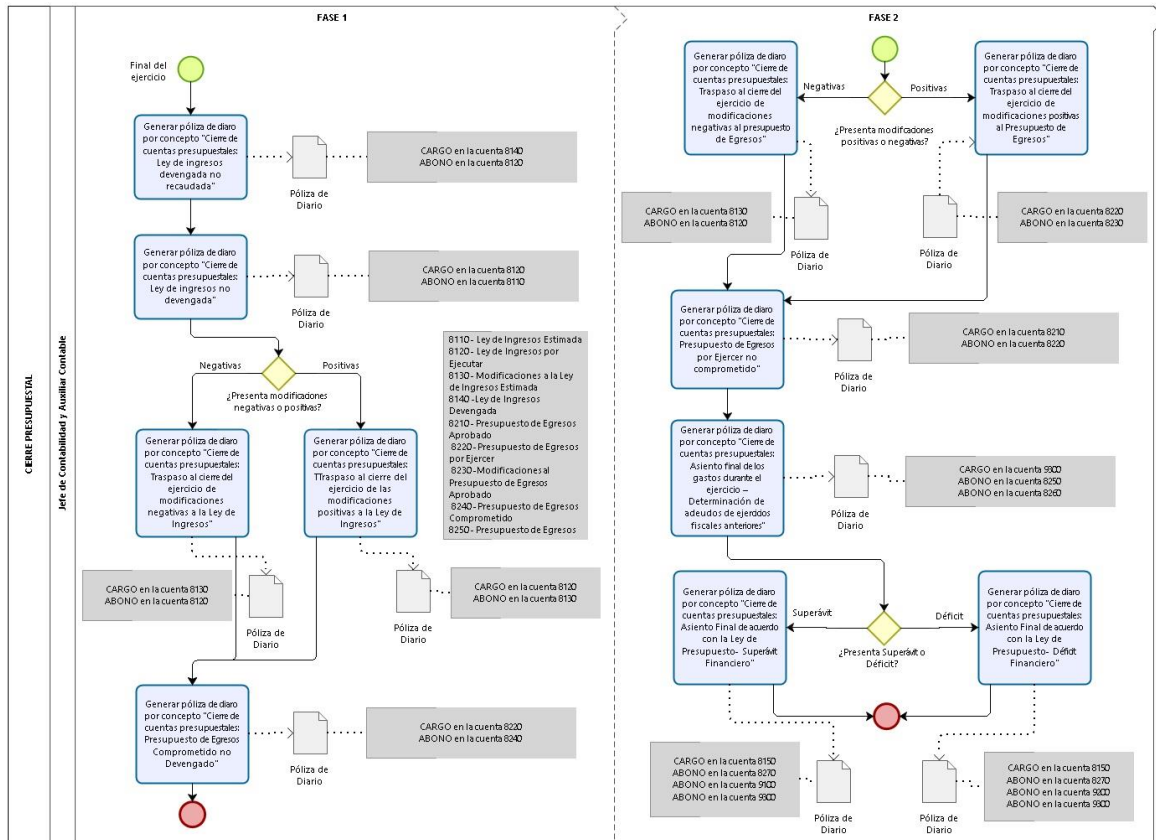 CIERRE PRESUPUESTAL
Jefe de Contabilidad y Auxiliar Contable
FASE 1
Final del
ejercicio
Generar póliza de diaro
por concepto "Cierre de
cuentas presupuestales:
Ley de ingresos
devengada no
recaudada"
Póliza de
Diario
CARGO en la cuenta 8140
ABONO en la cuenta 8120
Generar póliza de diaro
por concepto "Cierre de
cuentas presupuestales:
Ley de ingresos no
devengada"
Póliza de
Diario
CARGO en la cuenta 8120
ABONO en la cuenta 8110
Negativas
Positivas
¿Presenta modificaciones
negativas o positivas?
8110- Ley de Ingresos Estimada
8120- Ley de Ingresos por
Ejecutar
8130- Modificaciones a la Ley
de Ingresos Estimada
8140-Ley de Ingresos
Devengada
8210-Presupuesto de Egresos
Aprobado
8220-Presupuesto de Egresos
por Ejercer
8230-Modificaciones al
Presupuesto de Egresos
Aprobado
8240-Presupuesto de Egresos
Comprometido
8250-Presupuesto de Egresos
Generar póliza de diaro
por concepto "Cierre de
cuentas presupuestales:
Traspaso al cierre del
ejercicio de
modificaciones
negativas a la Ley de
Ingresos"
Generar póliza de diaro
por concepto "Cierre de
cuentas presupuestales:
TTraspaso al cierre del
ejercicio de las
modificaciones
positivas a la Ley de
Ingresos"
CARGO en la cuenta 8130
ABONO en la cuenta 8120
Póliza de
Diario
Póliza de
Diario
CARGO en la cuenta 8120
ABONO en la cuenta 8130
Generar póliza de diaro
por concepto "Cierre de
cuentas presupuestales:
Presupuesto de Egresos
Comprometido no
Devengado"
Póliza de
Diario
CARGO en la cuenta 8220
ABONO en la cuenta 8240
FASE 2
Generar póliza de diaro
por concepto "Cierre de
cuentas presupuestales:
Traspaso al cierre del
ejercicio de
modificaciones
negativas al presupuesto
de Egresos"
Negativas
Positivas
¿Presenta modificaciones
positivas o negativas?
Generar póliza de diaro
por concepto "Cierre de
cuentas presupuestales:
Traspaso al cierre del
ejercicio de
modificaciones positivas
al Presupuesto de
Egresos"
CARGO en la cuenta 8130
ABONO en la cuenta 8120
Póliza de
Diario
Póliza de
Diario
CARGO en la cuenta 8220
ABONO en la cuenta 8230
Generar póliza de diaro
por concepto "Cierre de
cuentas presupuestales:
Presupuesto de Egresos
por Ejercer no
comprometido"
Póliza de
Diario
CARGO en la cuenta 8210
ABONO en la cuenta 8220
Generar póliza de diaro
por concepto "Cierre de
cuentas presupuestales:
Asiento final de los
gastos durante el
ejercicio –
Determinación de
adeudos de ejercicios
fiscales anteriores"
Póliza de
Diario
CARGO en la cuenta 9300
ABONO en la cuenta 8250
ABONO en la cuenta 8260
Generar póliza de diaro
por concepto "Cierre de
cuentas presupuestales:
Asiento Final de acuerdo
con la Ley de
Presupuesto- Superávit
Financiero"
Superávit
Déficit
¿Presenta Superávit o
Déficit?
Generar póliza de diaro
por concepto "Cierre de
cuentas presupuestales:
Asiento Final de acuerdo
con la Ley de
Presupuesto- Déficit
Financiero"
CARGO en la cuenta 8150
ABONO en la cuenta 8270
ABONO en la cuenta 9100
ABONO en la cuenta 9300
Póliza de
Diario
Póliza de
Diario
CARGO en la cuenta 8150
ABONO en la cuenta 8270
ABONO en la cuenta 9200
ABONO en la cuenta 9300